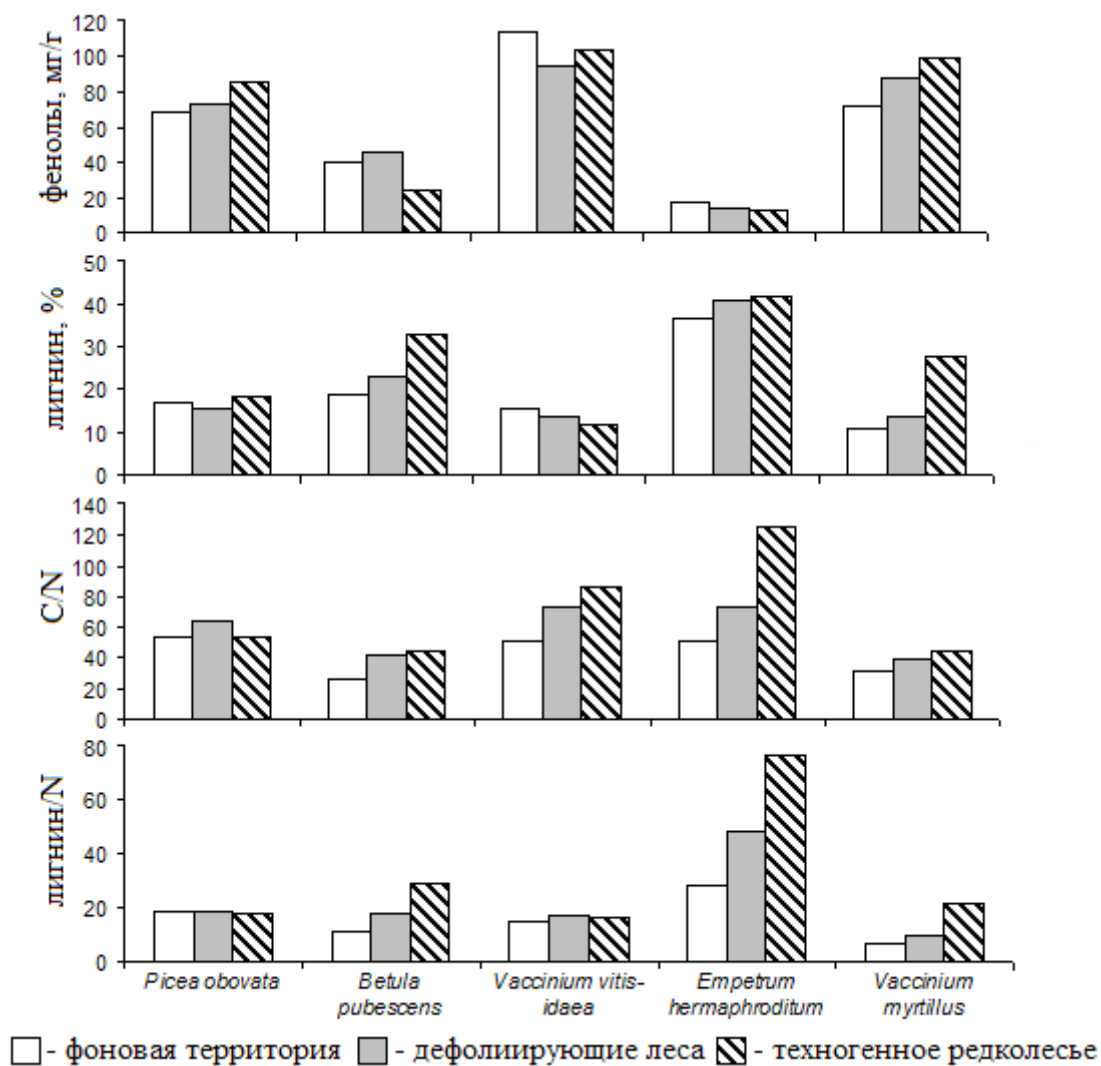 фенолы, мг/г
120
100
80
60
40
20
0
лигнин, %
50
40
30
20
10
0
C/N
140
120
100
80
60
40
20
0
лигнин/N
80
60
40
20
0
Picea obovata
Betula
pubescens
Vaccinium vitis-
idaea
Empetrum
hermaphroditum
Vaccinium
myrtillus
- фоновая территория - дефолиирующие леса - техногенное редколесье